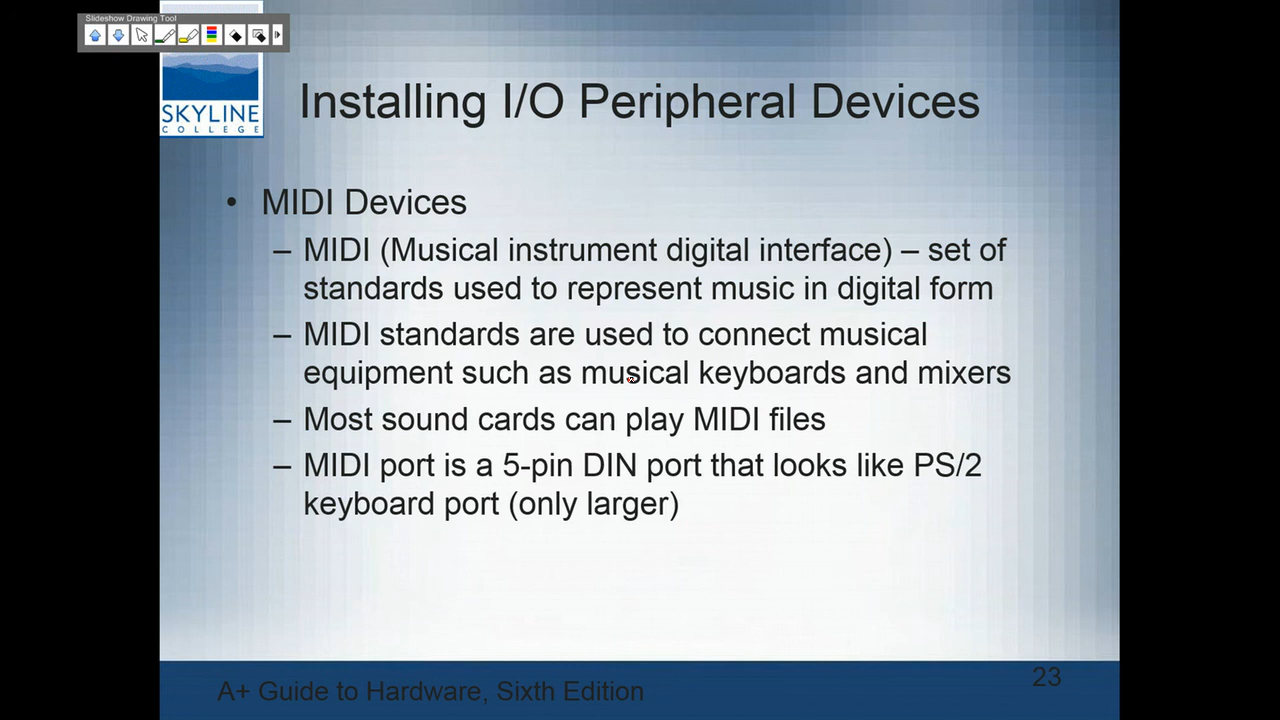 Slideshow Drawing Tool
SKYLINE
COLLEGE
Installing I/O Peripheral Devices
• MIDI Devices
– MIDI (Musical instrument digital interface) – set of
standards used to represent music in digital form
– MIDI standards are used to connect musical
equipment such as musical keyboards and mixers
– Most sound cards can play MIDI files
– MIDI port is a 5-pin DIN port that looks like PS/2
keyboard port (only larger)
A+ Guide to Hardware, Sixth Edition
23